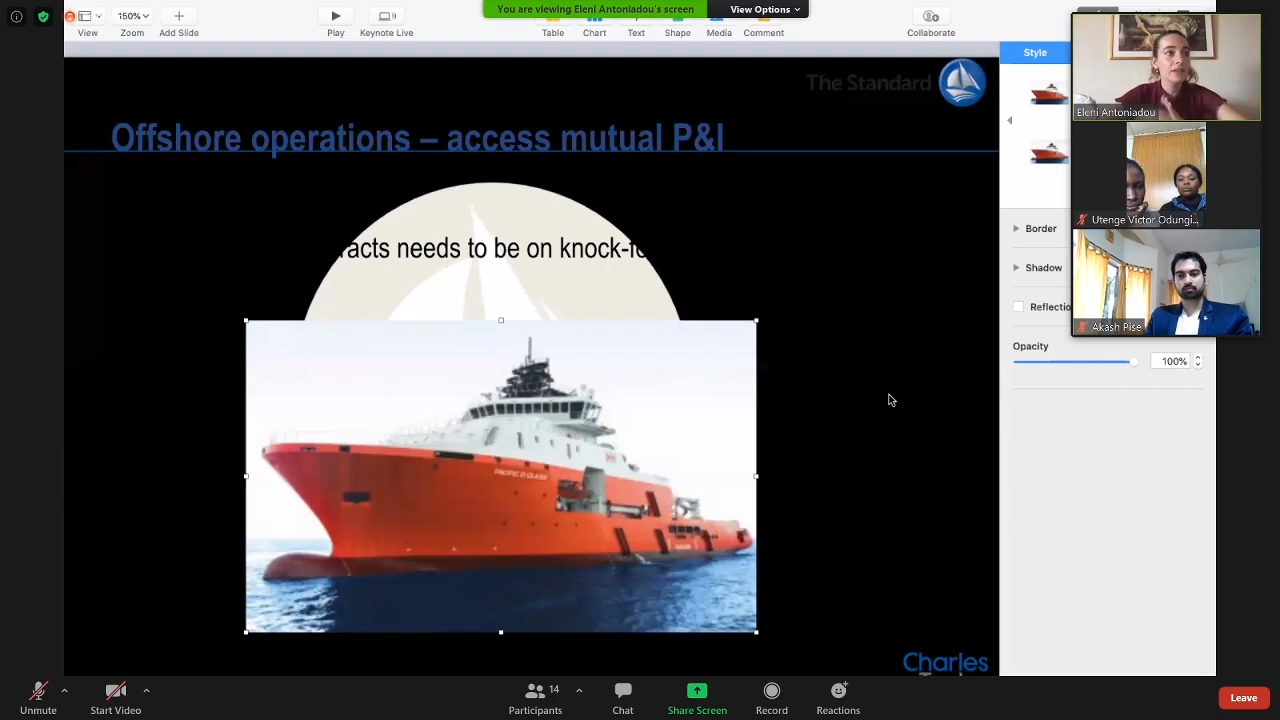 You are viewing Eleni Antoniadou's screen
View Options
150%
View
Zoom
Add Slide
Play
Keynote Live
Table
Chart
Text
Shape
Media
Comment
Collaborate
The Standard
Offshore operations – access mutual P&I
racts needs to be on knock-fo
Charles
Style
Border
Shadow
Reflectio
Opacity
100%
Eleni Antoniadou
Utenge Victor Odungi...
Akash Pise
Unmute
Start Video
14
Participants
Chat
Share Screen
Record
Reactions
Leave